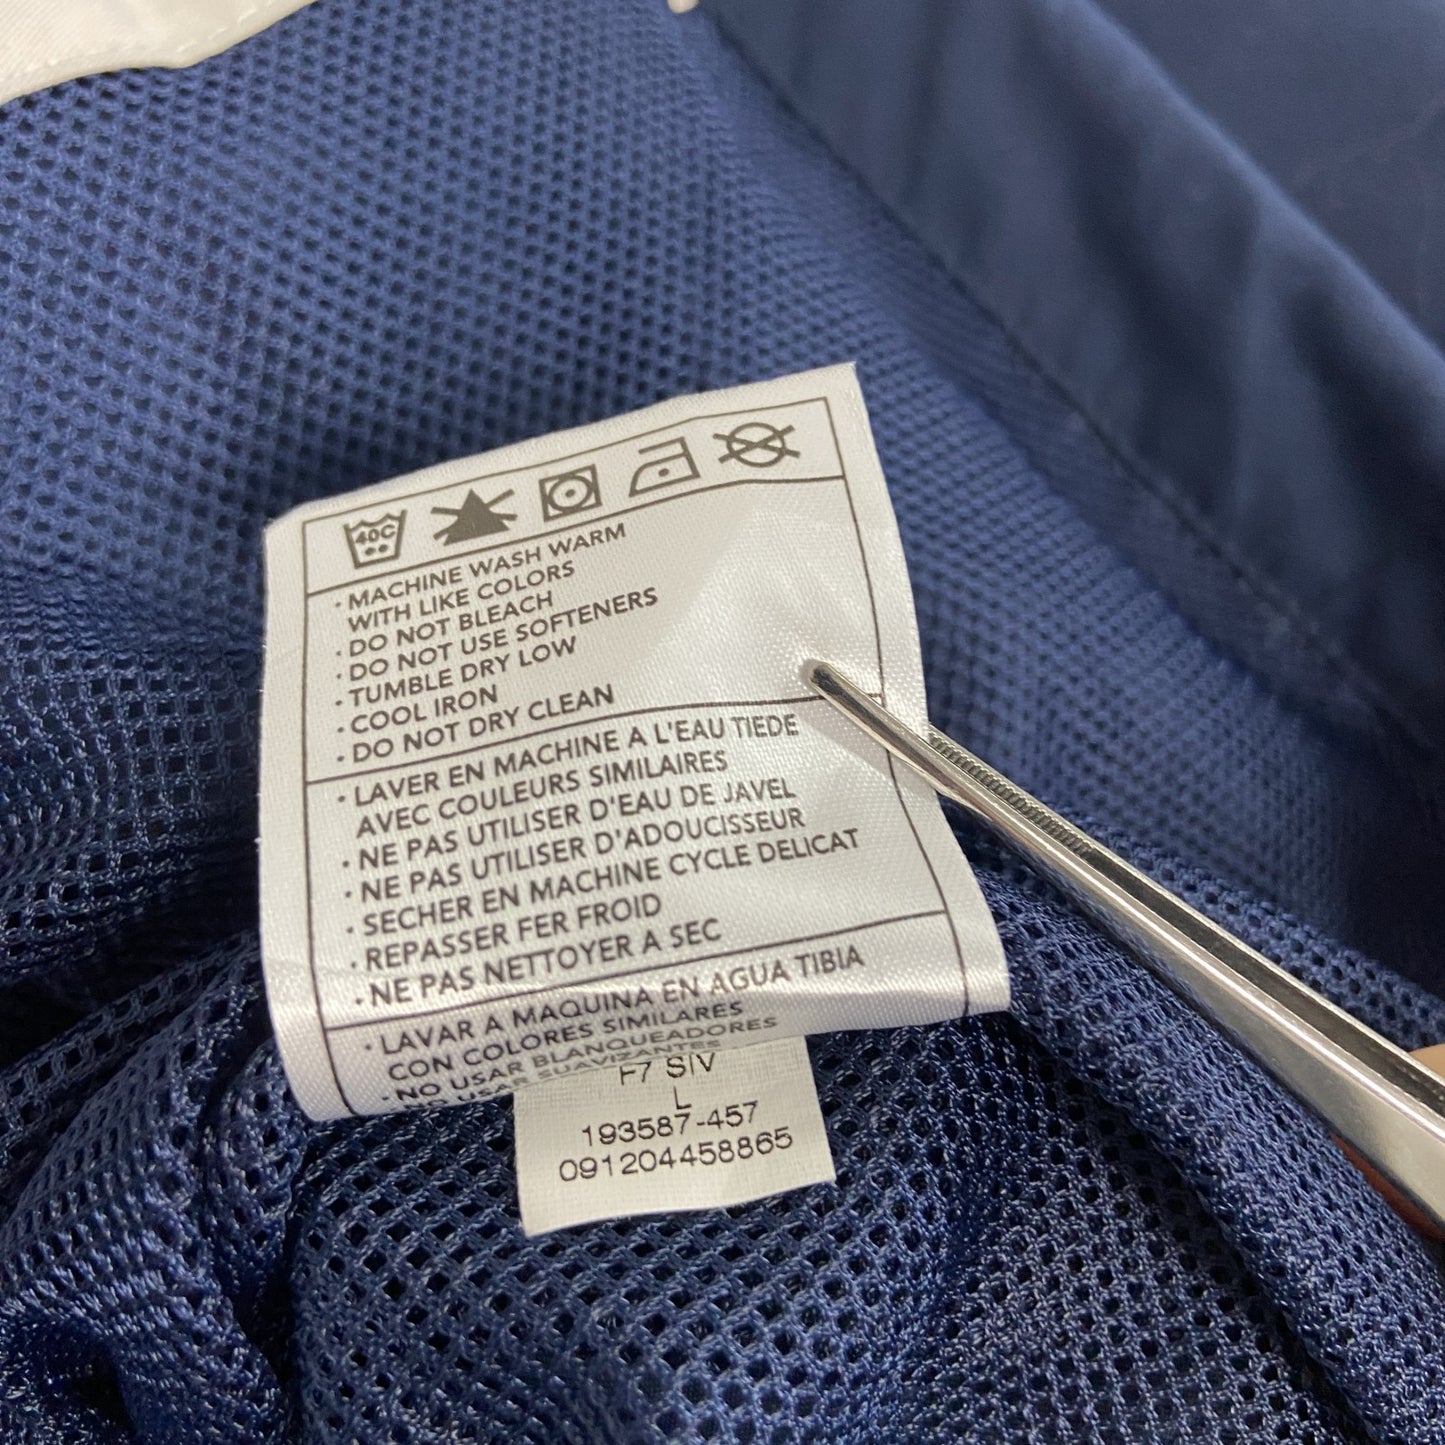 40C
· MACHINE WASH WARM
WITH LIKE COLORS
· DO NOT BLEACH
· DO NOT USE SOFTENERS
· TUMBLE DRY LOW
· COOL IRON
· DO NOT DRY CLEAN
· LAVER EN MACHINE A L'EAU TIEDE
AVEC COULEURS SIMILAIRES
· NE PAS UTILISER D'EAU DE JAVEL
· NE PAS UTILISER D'ADOUCISSEUR
· SECHER EN MACHINE CYCLE DELICAT
· REPASSER FER FROID
· NE PAS NETTOYER A SEC
· LAVAR A MAQUINA EN AGUA TIBIA
CON COLORES SIMILARES
· NO USAR BLANQUEADORES
NO USAR SUAVIZANTES
F7 SIV
L
193587-457
091204458865